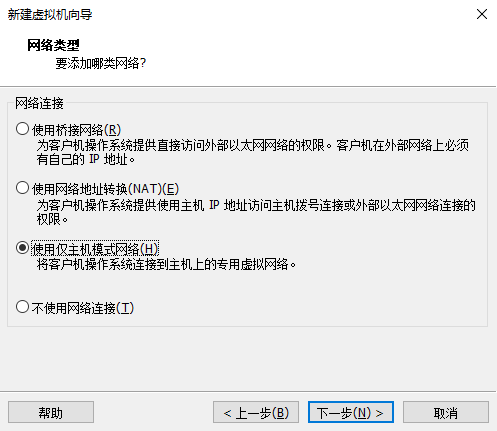 新建虚拟机向导
网络类型
要添加哪类网络?
网络连接
使用桥接网络(R)
为客户机操作系统提供直接访问外部以太网网络的权限。客户机在外部网络上必须
有自己的 IP 地址。
使用网络地址转换(NAT)(E)
为客户机操作系统提供使用主机 IP 地址访问主机拨号连接或外部以太网网络连接的
权限。
使用仅主机模式网络(H)
将客户机操作系统连接到主机上的专用虚拟网络。
不使用网络连接(T)
帮助
< 上一步(B)
下一步(N) >
取消